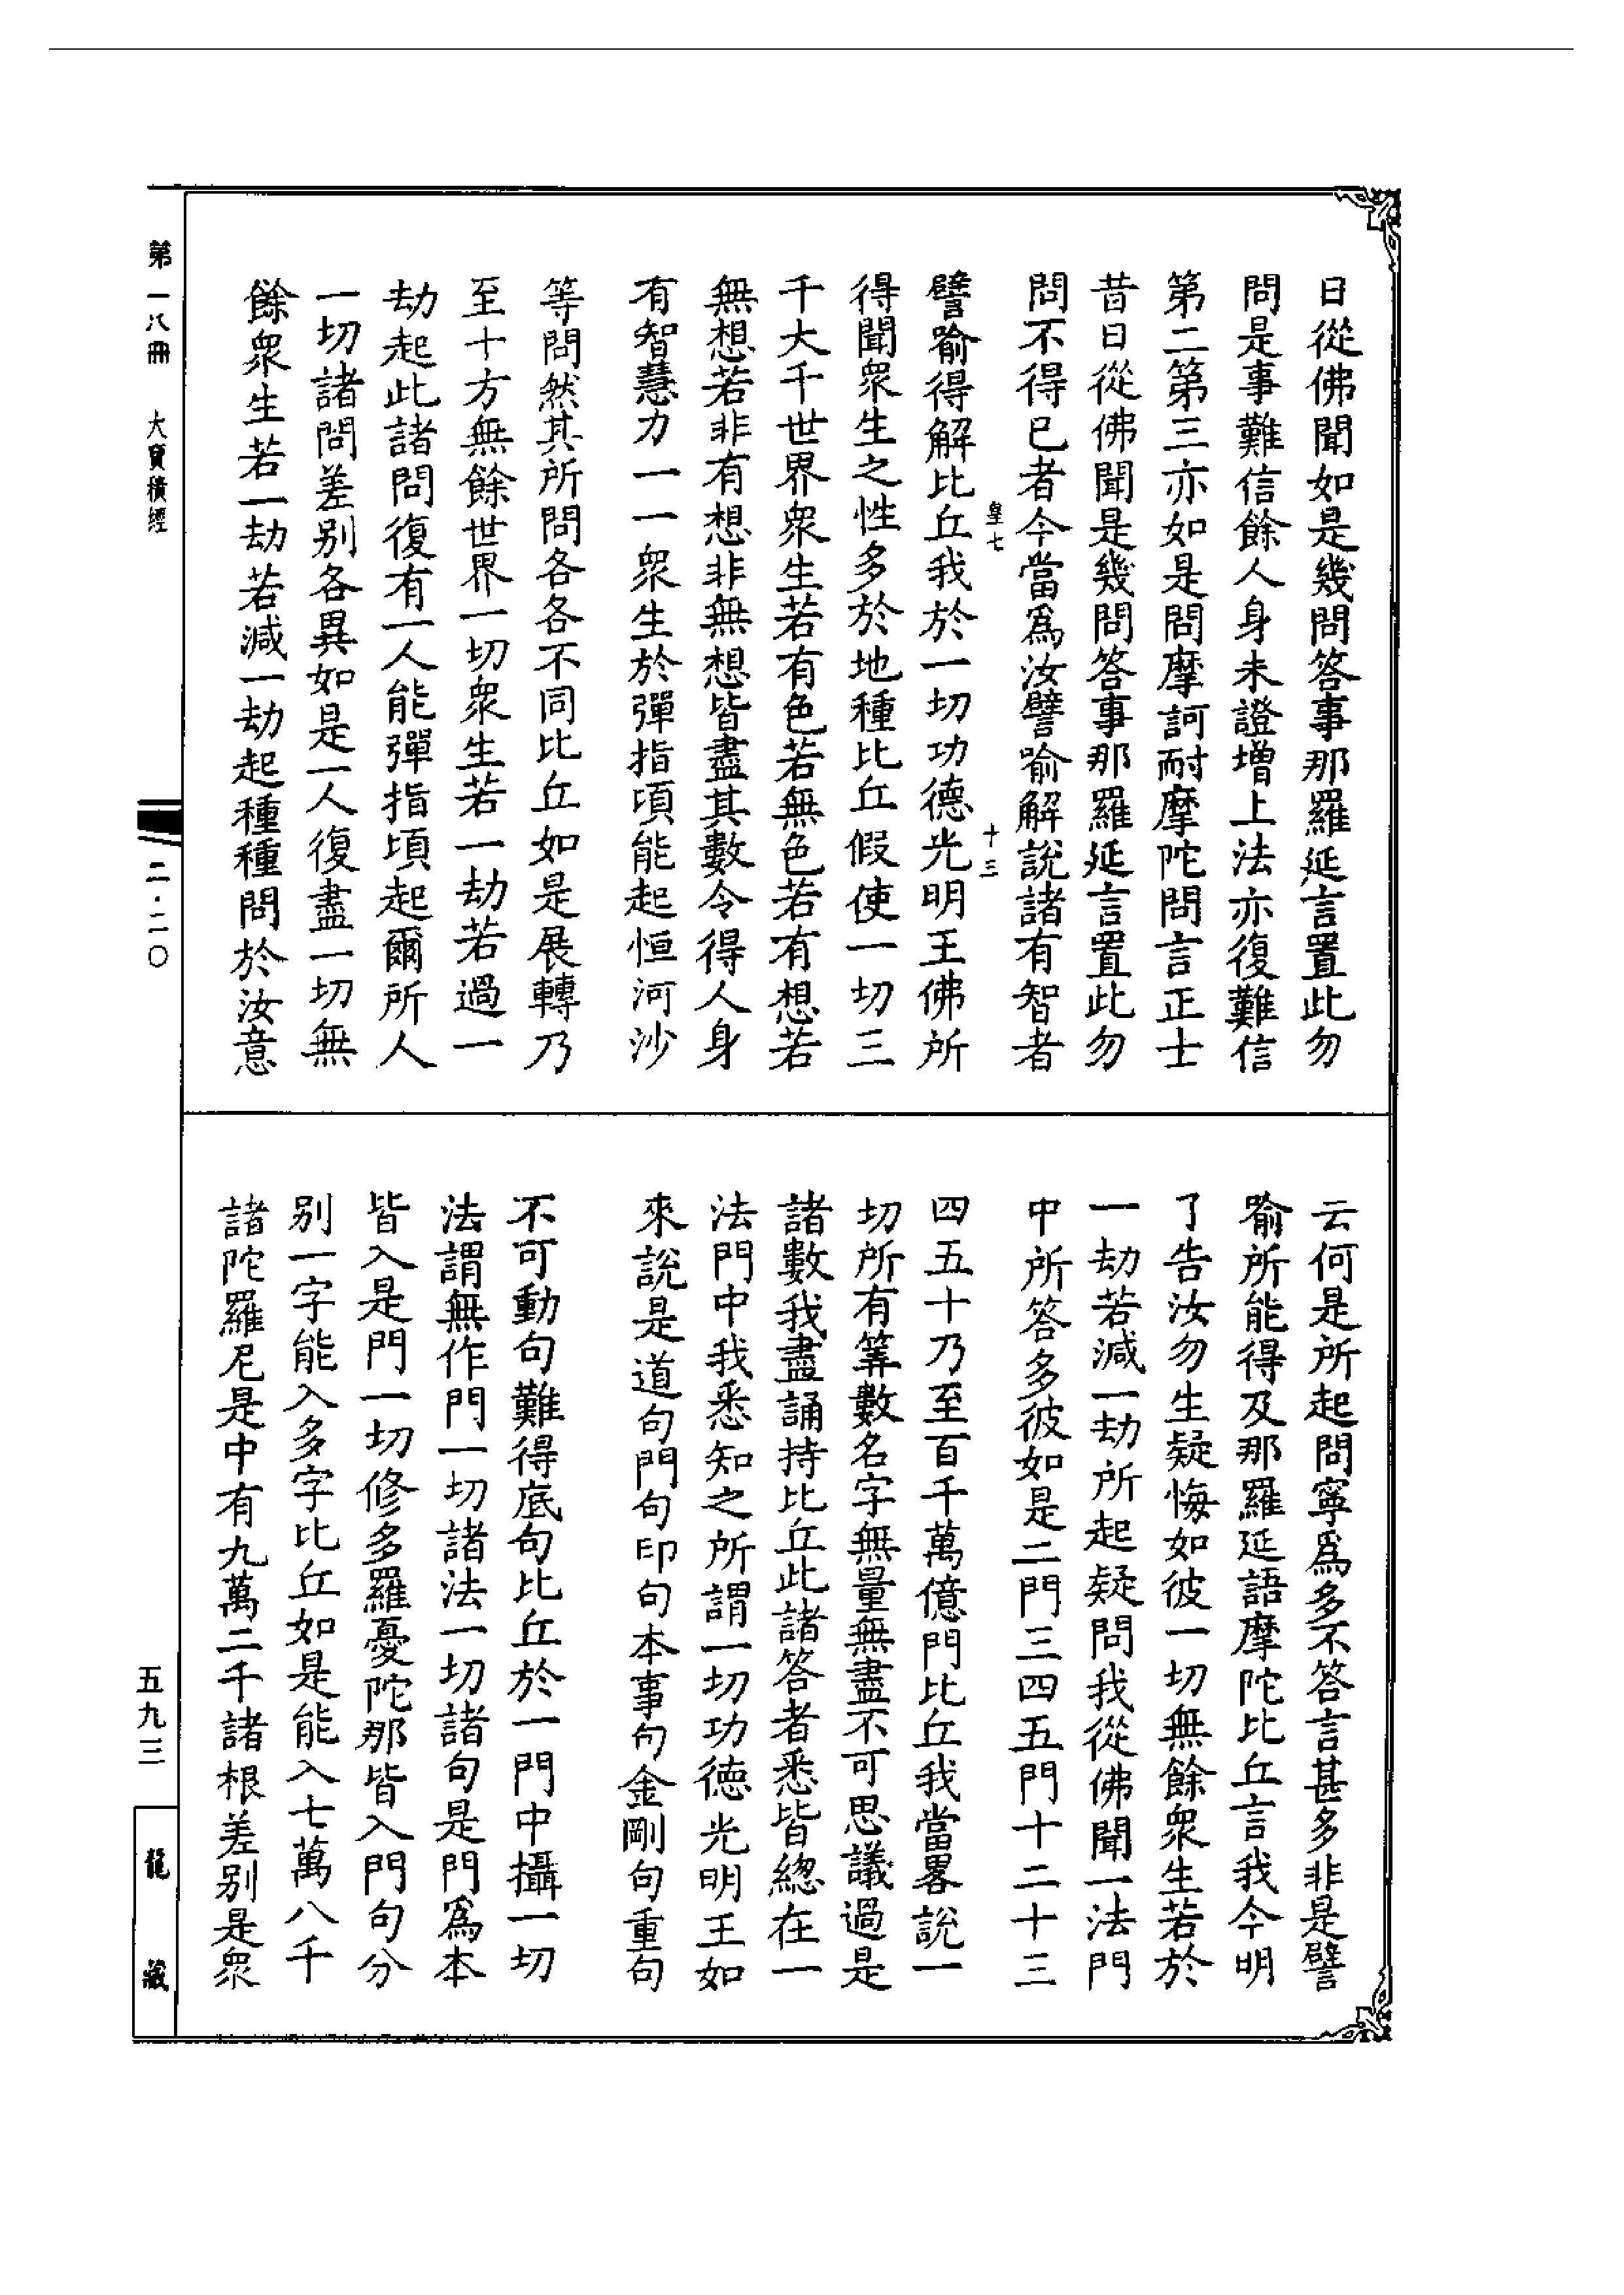 日從佛聞如是幾問答事那羅延言置此勿
問是事難信餘人身未證增上法亦復難信
第二第三亦如是問摩訶耐摩陀問言正士
昔日從佛聞是幾問答事那羅延言置此勿
問不得已者今當為汝譬喻解說諸有智者
皇七 十三
譬喻得解比丘我於一切功德光明王佛所
得聞眾生之性多於地種比丘假使一切三
千大千世界眾生若有色若無色若有想若
無想若非有想非無想皆盡其數令得人身
有智慧力一一眾生於彈指頃能起恒河沙
等問然其所問各各不同比丘如是展轉乃
至十方無餘世界一切眾生若一劫若過一
劫起此諸問復有一人能彈指頃起爾所人
一切諸問差别各異如是一人復盡一切無
餘眾生若一劫若減一劫起種種問於汝意
云何是所起問寧為多不答言甚多非是譬
喻所能得及那羅延語摩陀比丘言我今明
了告汝勿生疑悔如彼一切無餘眾生若於
一劫若減一劫所起疑問我從佛聞一法門
中所答多彼如是二門三四五門十二十三
四五十乃至百千萬億門比丘我當畧說一
切所有筭數名字無量無盡不可思議過是
諸數我盡誦持比丘此諸答者悉皆總在一
法門中我悉知之所謂一切功德光明王如
來說是道句門句印句本事句金剛句重句
不可動句難得底句比丘於一門中攝一切
法謂無作門一切諸法一切諸句是門為本
皆入是門一切修多羅憂陀那皆入門句分
别一字能入多字比丘如是能入七萬八千
諸陀羅尼是中有九萬二千諸根差别是眾
第一八冊 大寶積經
二·二〇
五九三
龍藏